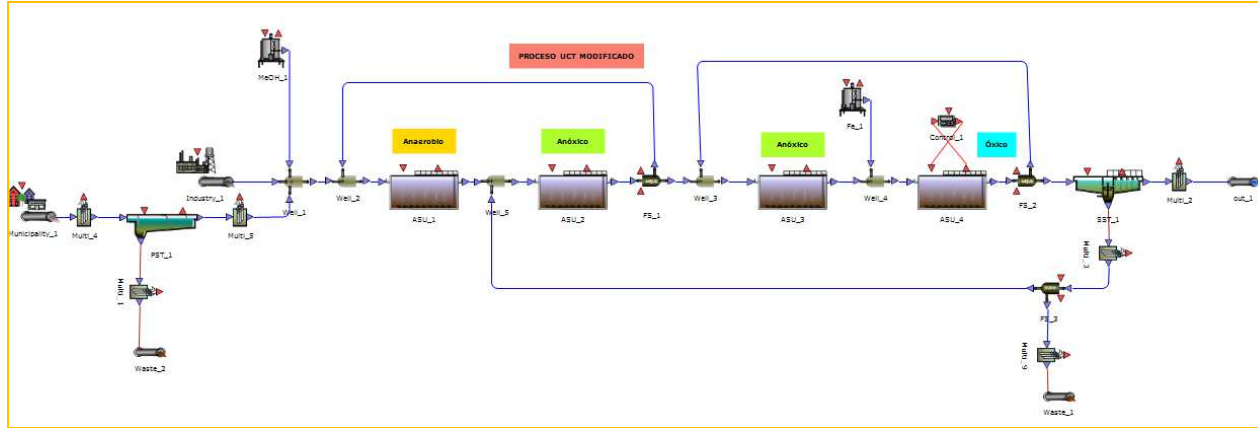 PROCESO UCT MODIFICADO
MeOH_1
Fe_1
Anaerobio
Anóxico
Anóxico
Control_1
Óxico
Industry_1
Well_1
Well_2
ASU_1
Well_5
ASU_2
FS_1
Well_3
ASU_3
Well_4
ASU_4
FS_2
SST_1
Multi_2
out_1
Municipality_1
Multi_4
PST_1
Multi_5
Multi_1
Waste_2
Multi_3
FS_3
Multi_9
Waste_1